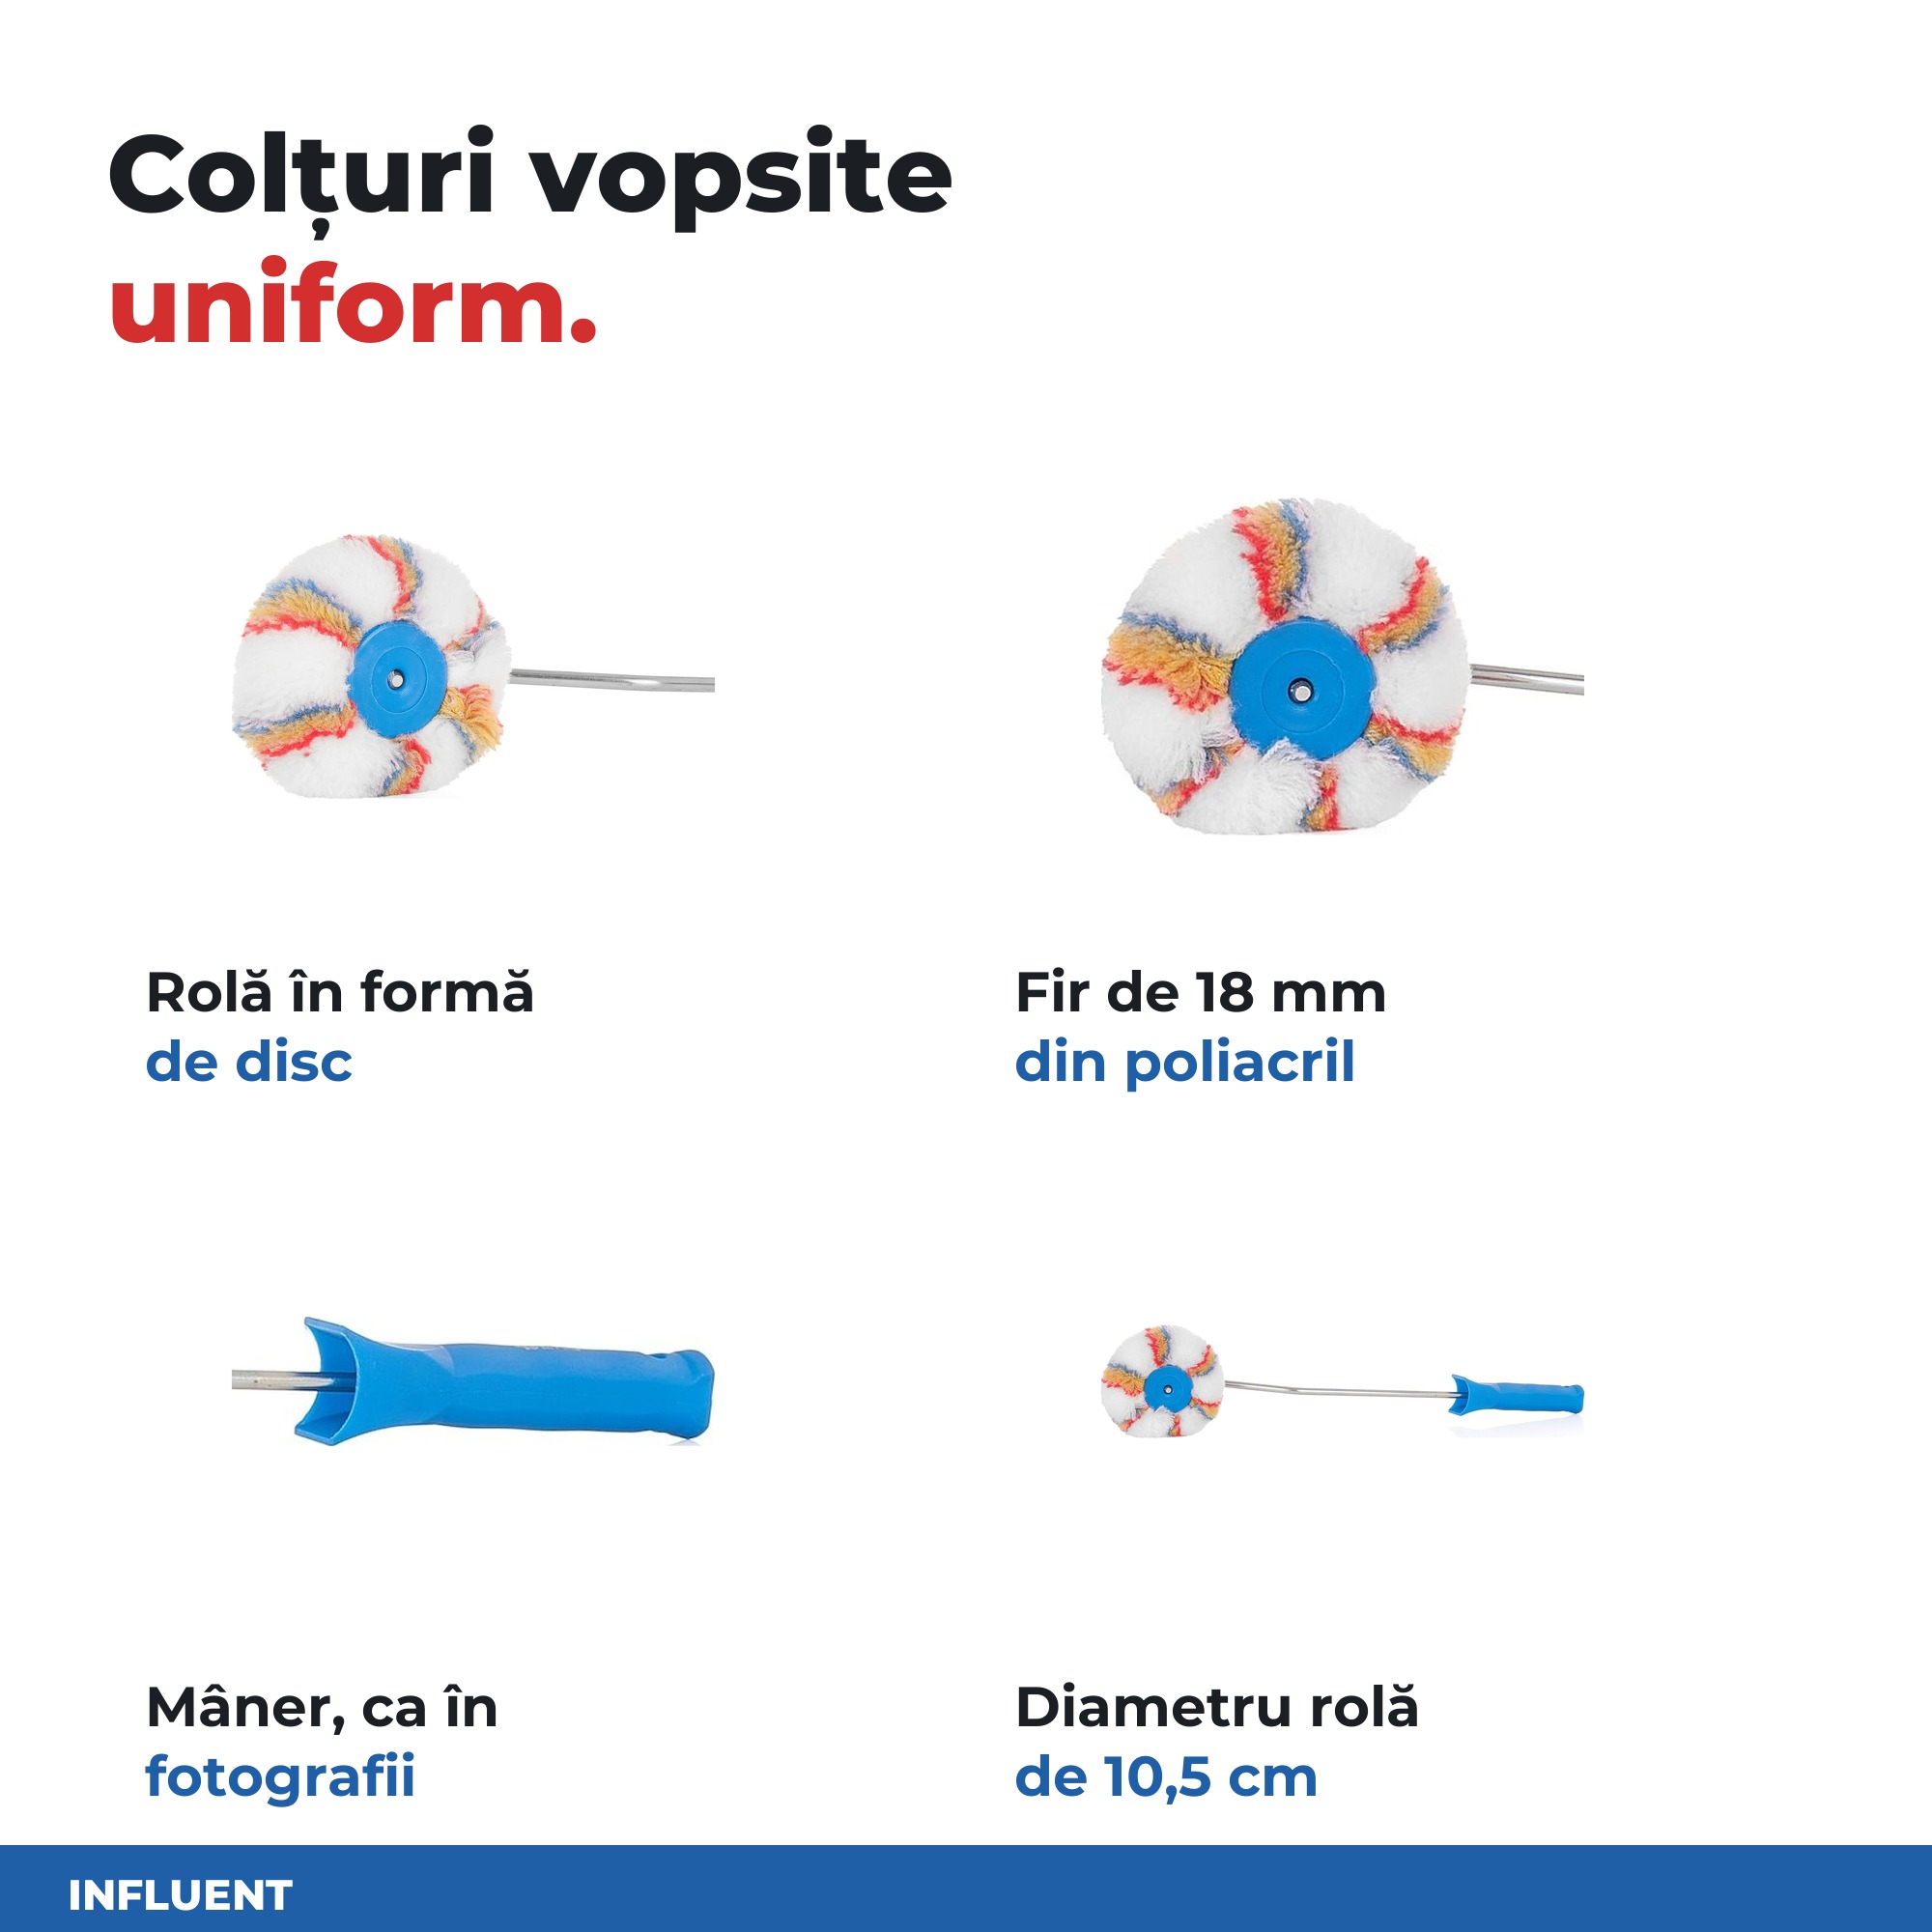 Colțuri vopsite
uniform.
Rolă în formă
de disc
Fir de 18 mm
din poliacril
Mâner, ca în
fotografii
Diametru rolă
de 10,5 cm
INFLUENT